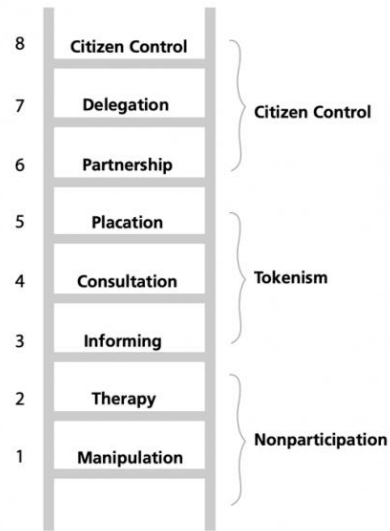 8 Citizen Control
7 Delegation
Citizen Control
6 Partnership
5 Placation
4 Consultation
Tokenism
3 Informing
2 Therapy
Nonparticipation
1 Manipulation